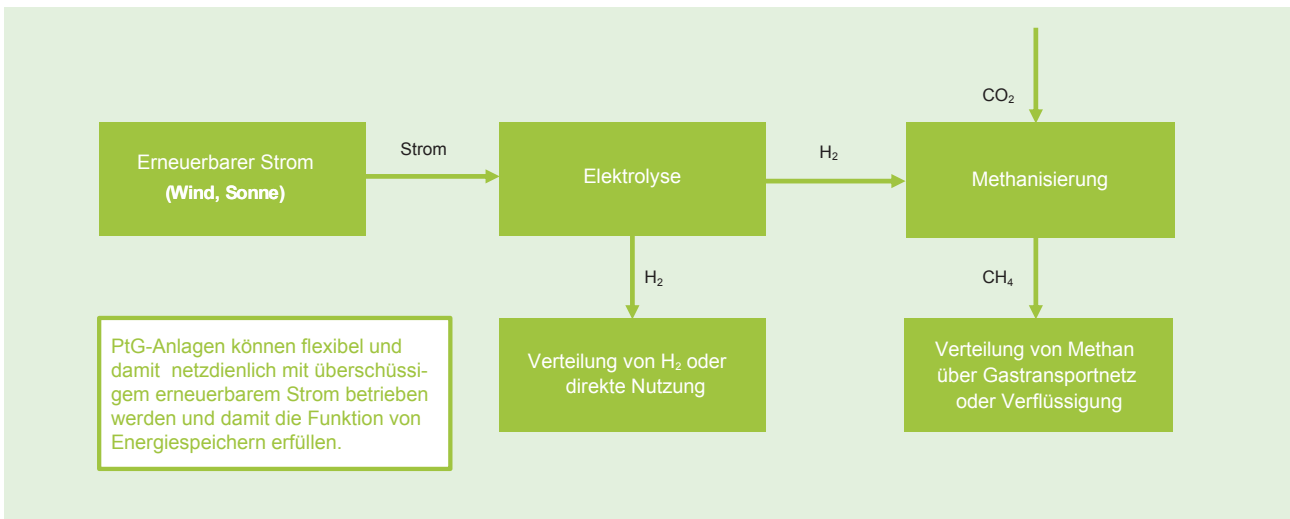 CO₂
Erneuerbarer Strom
(Wind, Sonne)
Strom
Elektrolyse
H₂
Methanisierung
H₂
CH₄
PtG-Anlagen können flexibel und
damit netzdienlich mit überschüssi-
gem erneuerbarem Strom betrieben
werden und damit die Funktion von
Energiespeichern erfüllen.
Verteilung von H₂ oder
direkte Nutzung
Verteilung von Methan
über Gastransportnetz
oder Verflüssigung